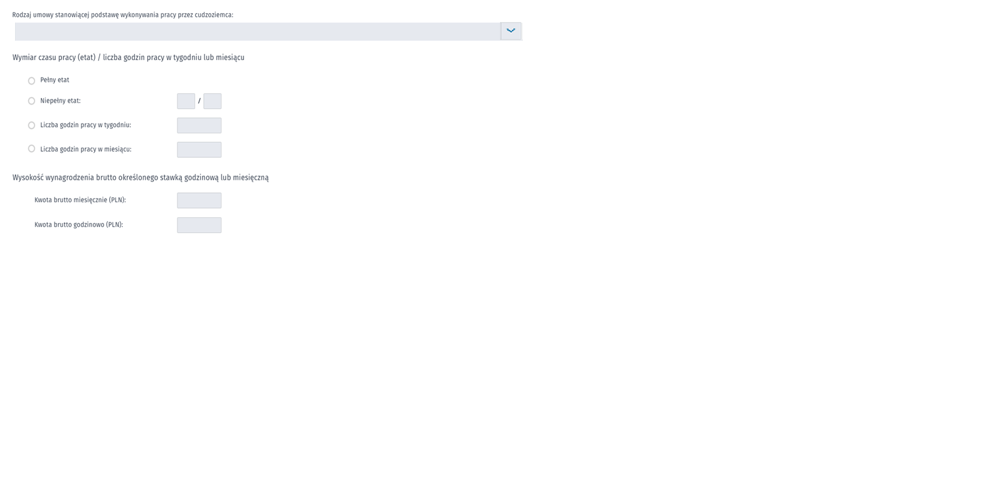 Rodzaj umowy stanowiącej podstawę wykonywania pracy przez cudzoziemca:
Wymiar czasu pracy (etat) / liczba godzin pracy w tygodniu lub miesiącu
Pełny etat
Niepełny etat: /
Liczba godzin pracy w tygodniu:
Liczba godzin pracy w miesiącu:
Wysokość wynagrodzenia brutto określonego stawką godzinową lub miesięczną
Kwota brutto miesięcznie (PLN):
Kwota brutto godzinowo (PLN):